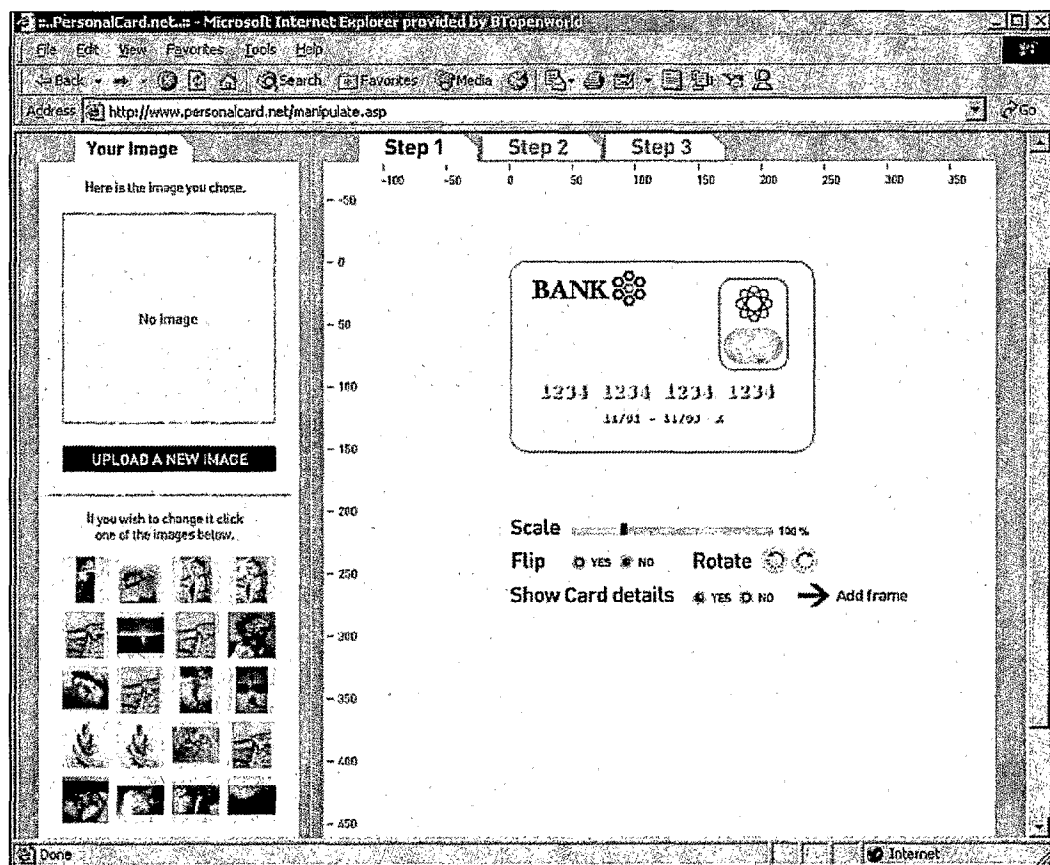 ::..PersonalCard.net..:: - Microsoft Internet Explorer provided by BTopenworld
File Edit View Favorites Tools Help
Back Search Favorites Media
Address http://www.personalcard.net/manipulate.asp Go
Your Image Step 1 Step 2 Step 3
Here is the image you chose.
-100 -50 0 50 100 150 200 250 300 350
-50
0
BANK
No Image
50
100
1234 1234 1234 1234
11/01 - 11/03
150
UPLOAD A NEW IMAGE
200
If you wish to change it click
one of the images below.
Scale 100%
Flip YES NO Rotate
250
Show Card details YES NO Add frame
300
350
400
450
Done Internet